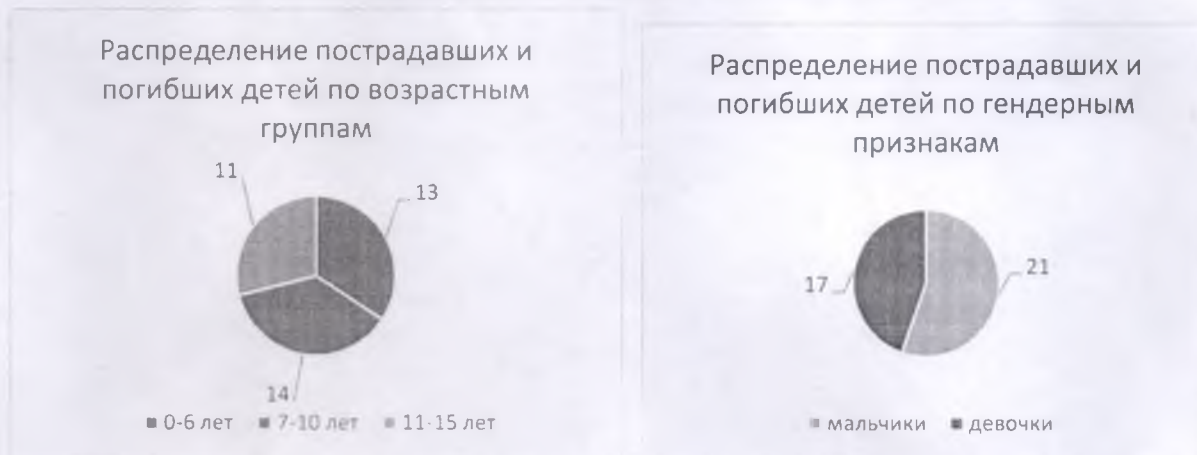 Распределение пострадавших и
погибших детей по возрастным
группам
11
13
14
0-6 лет 7-10 лет 11-15 лет
Распределение пострадавших и
погибших детей по гендерным
признакам
17
21
мальчики девочки